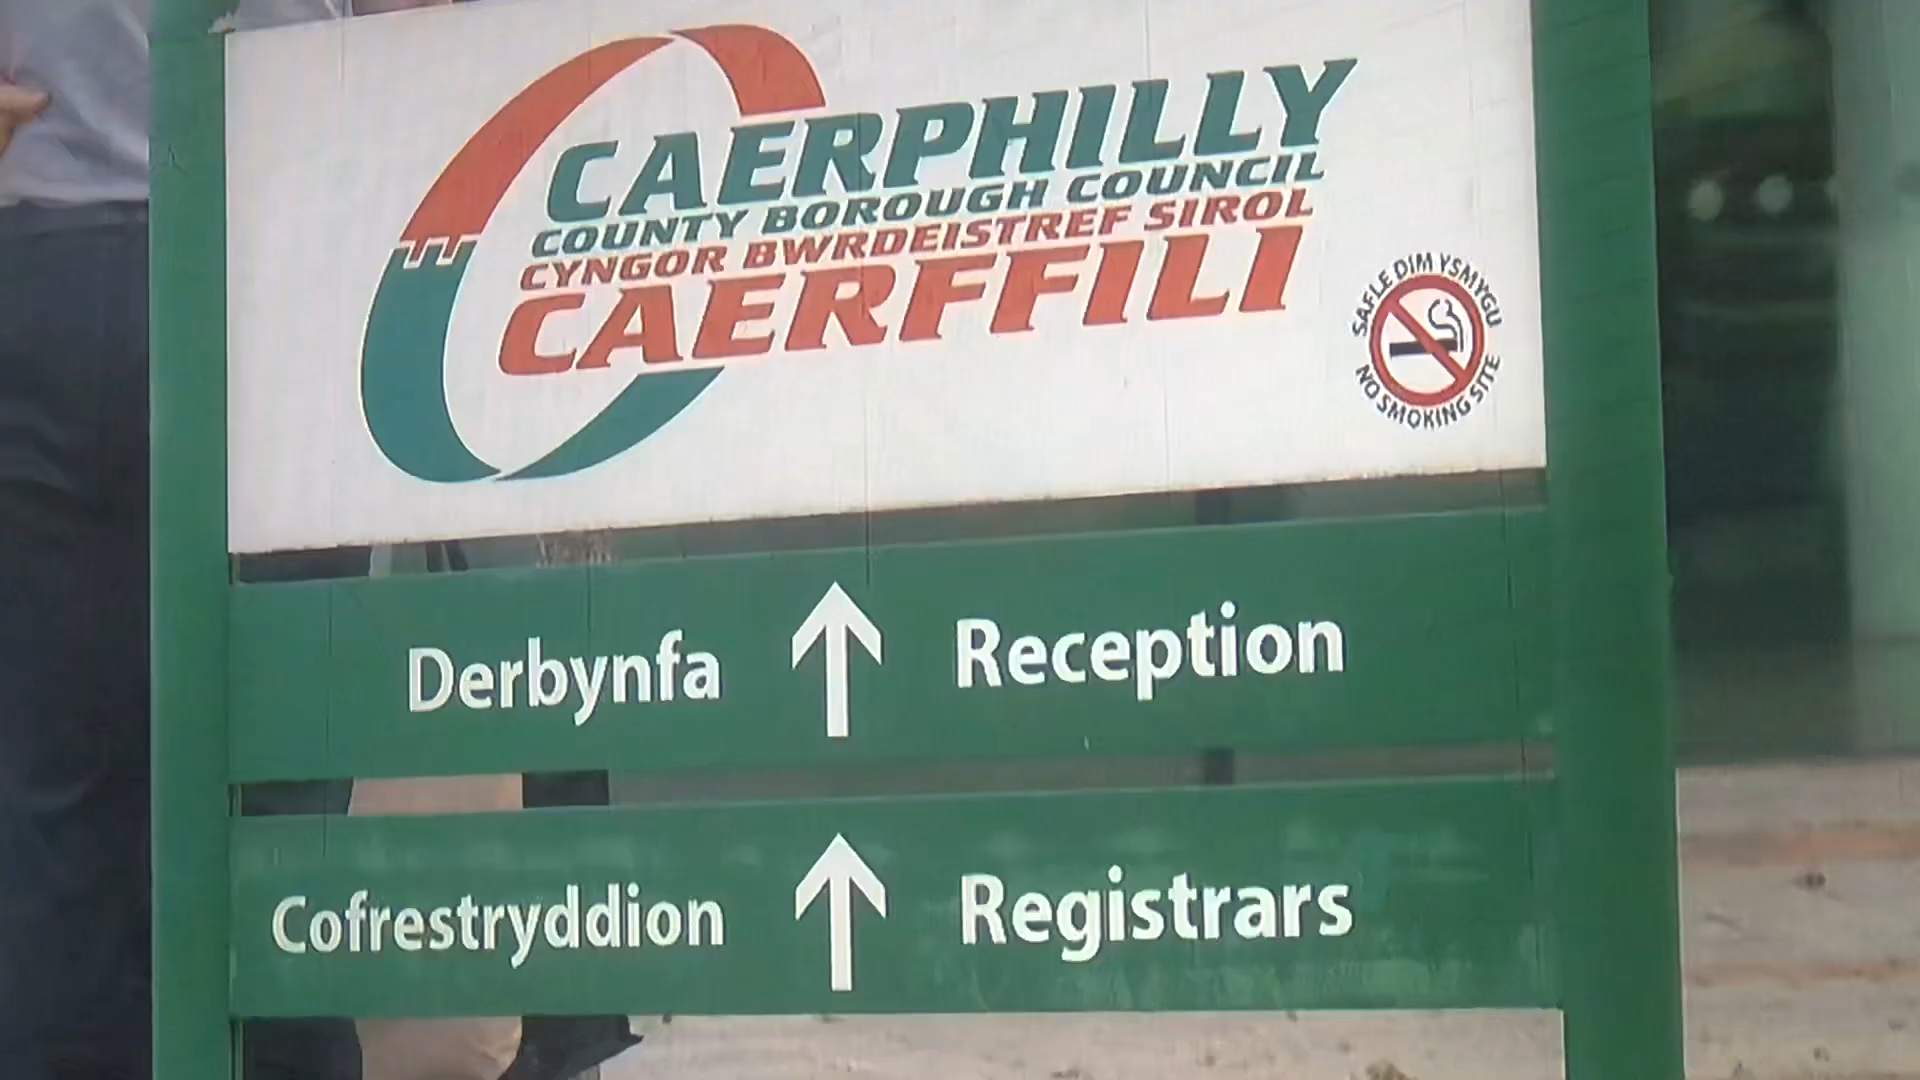 CAERPHILLY
COUNTY BOROUGH COUNCIL
CYNGOR BWRDEISTREF SIROL
CAERFFILI
SAFLE DIM YSMYGU
NO SMOKING SITE
Derbynfa Reception
Cofrestryddion Registrars